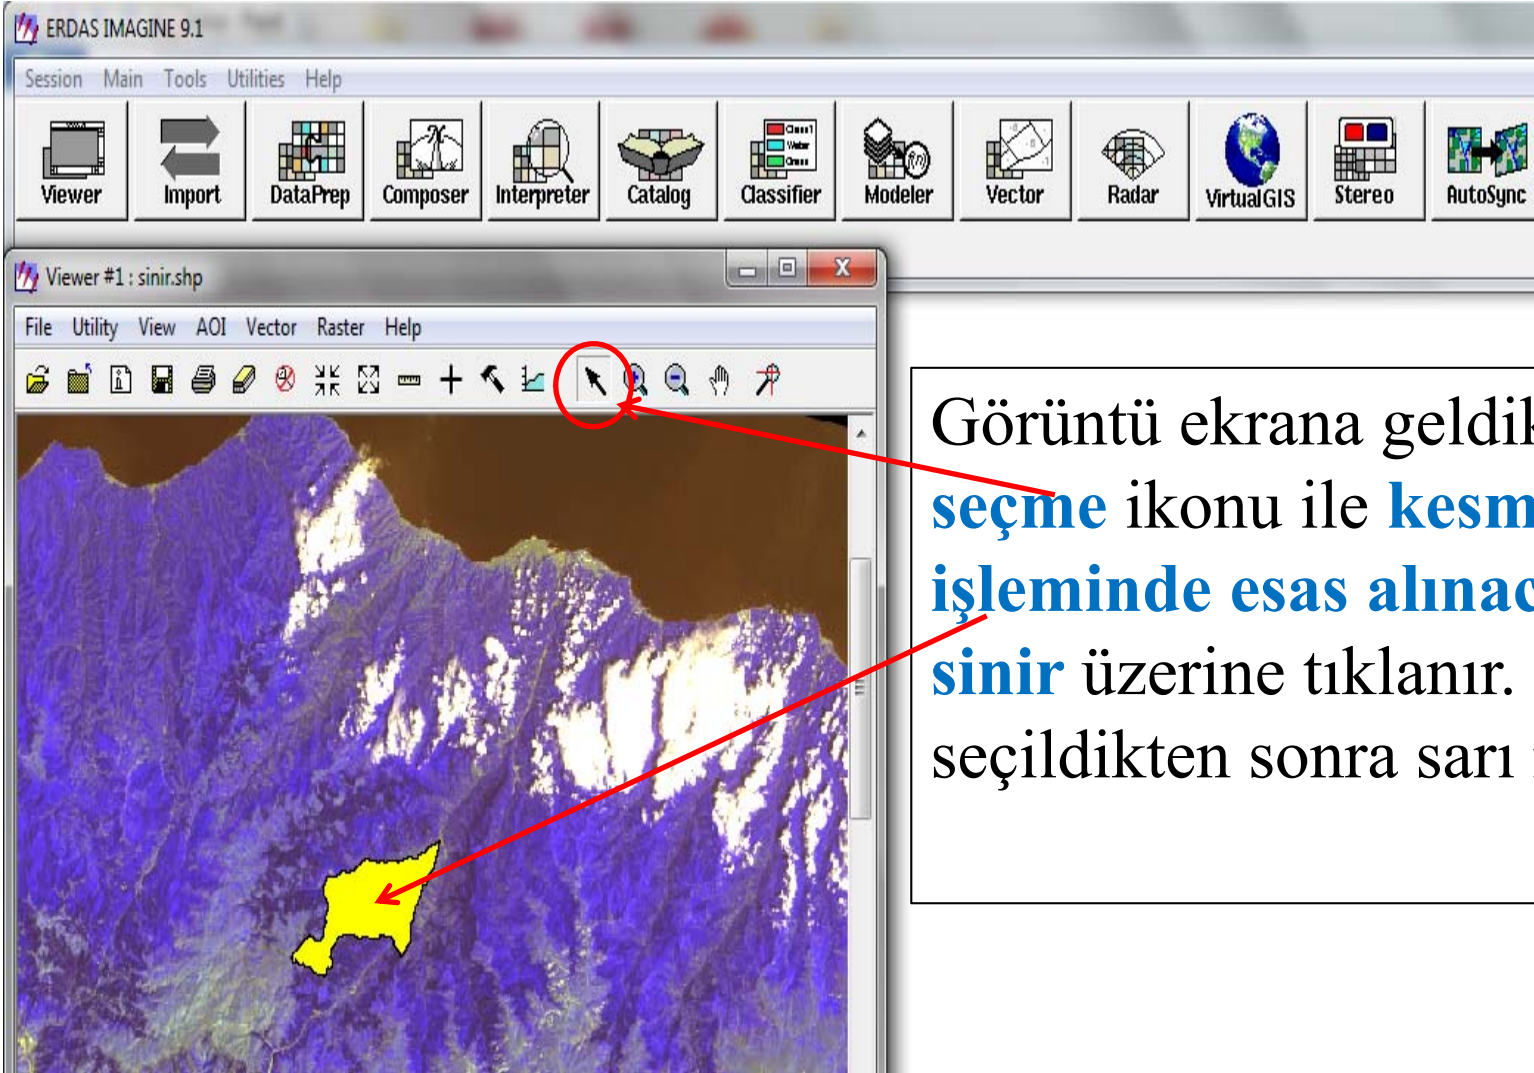 ERDAS IMAGINE 9.1
Session Main Tools Utilities Help
Viewer Import DataPrep Composer Interpreter Catalog Classifier Modeler Vector Radar VirtualGIS Stereo AutoSync
Viewer #1 : sinir.shp
File Utility View AOI Vector Raster Help
Görüntü ekrana geldik
seçme ikonu ile kesm
işleminde esas alınac
sinir üzerine tıklanır.
seçildikten sonra sarı